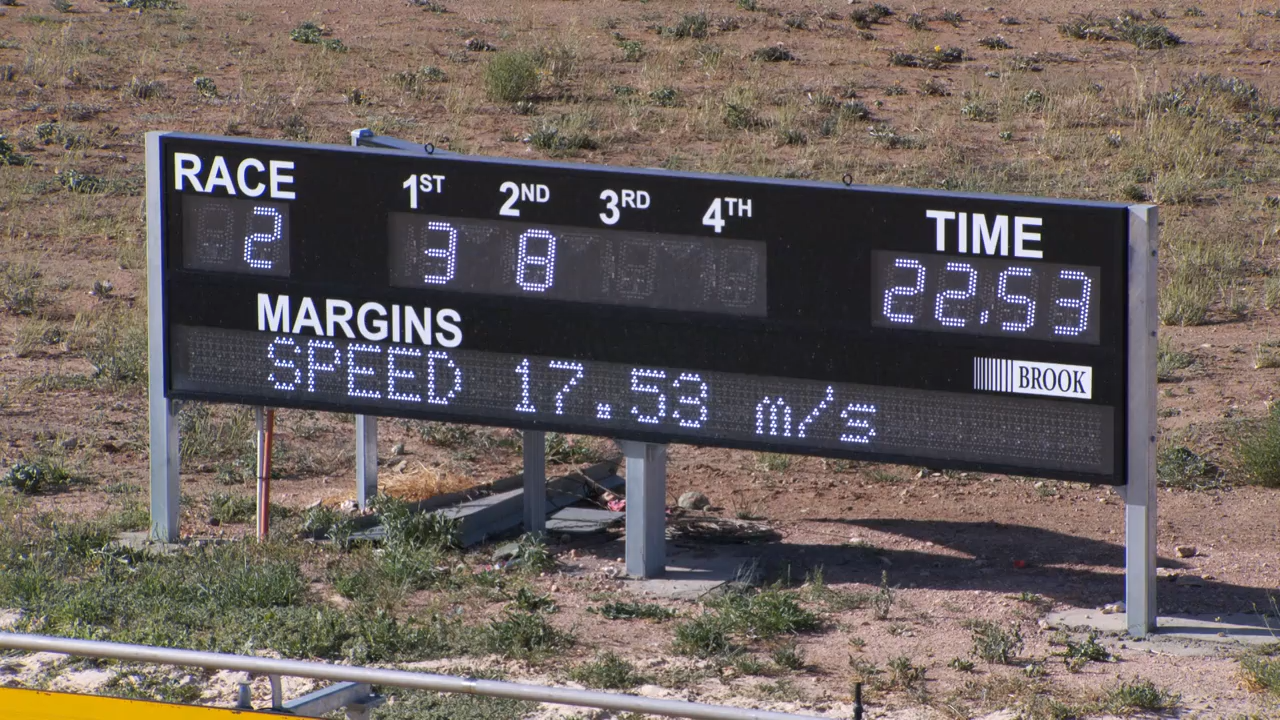 RACE 1ST 2ND 3RD 4TH TIME
2 3 8 22.53
MARGINS
BROOK
SPEED 17.53 m/s